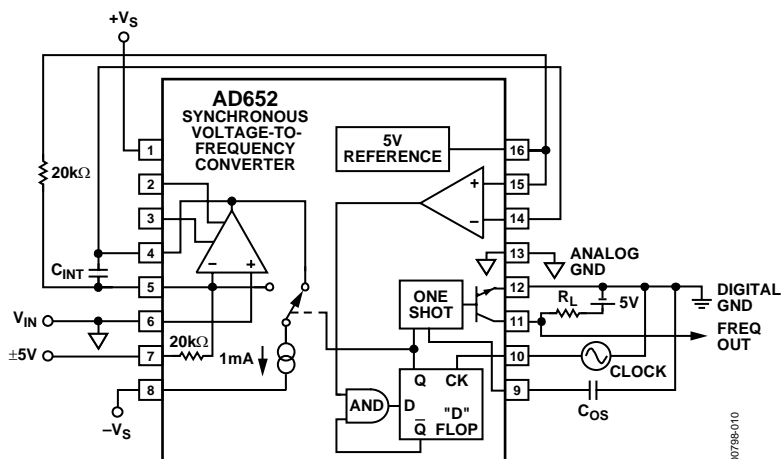 +VS
AD652
SYNCHRONOUS
VOLTAGE-TO-
FREQUENCY
CONVERTER
5V
REFERENCE
1
2
3
4
5
6
7
8
16
15
14
13
12
11
10
9
20kΩ
CINT
VIN
±5V
–VS
20kΩ
1mA
+
–
–
+
ANALOG
GND
ONE
SHOT
RL
5V
DIGITAL
GND
FREQ
OUT
CLOCK
COS
AND
D
Q
CK
"D"
FLOP
Q̅
00798-010